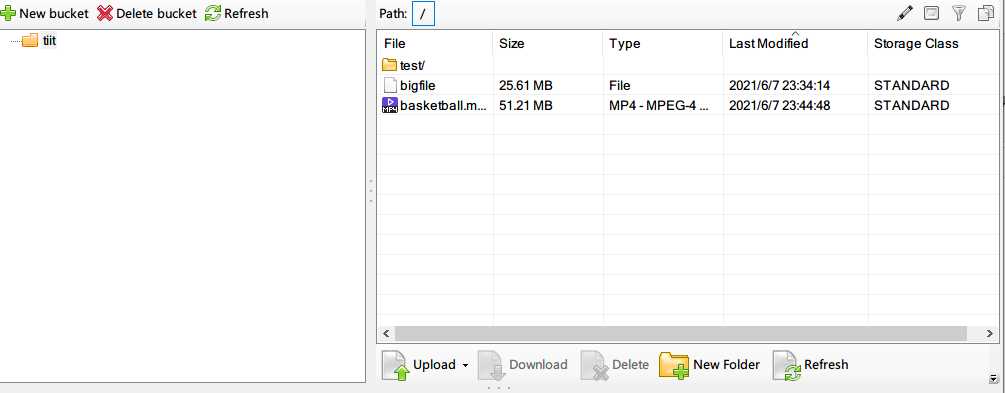 New bucket Delete bucket Refresh
tiit
Path: /
File Size Type Last Modified Storage Class
test/
bigfile 25.61 MB File 2021/6/7 23:34:14 STANDARD
basketball.m... 51.21 MB MP4 - MPEG-4 ... 2021/6/7 23:44:48 STANDARD
Upload Download Delete New Folder Refresh